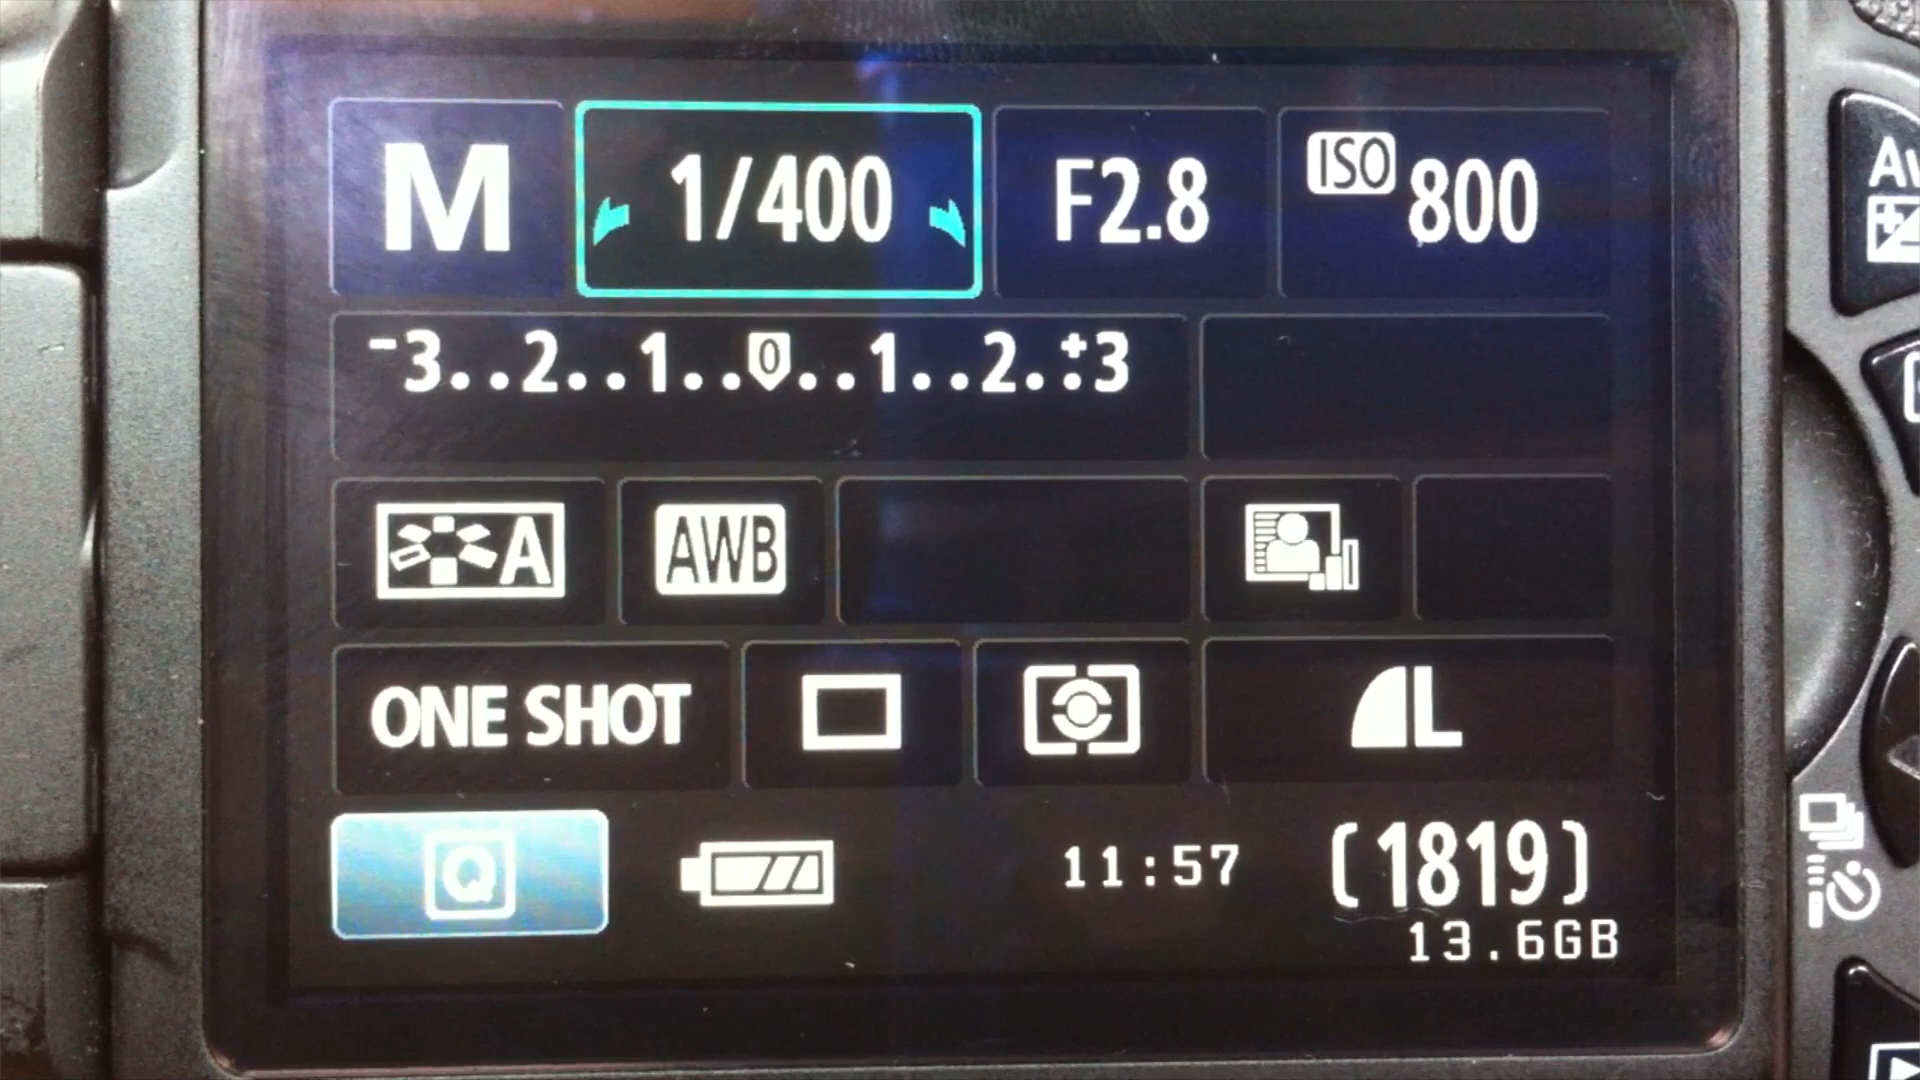 M 1/400 F2.8 ISO 800
-3..2..1..0..1..2.:+3
A AWB
ONE SHOT L
Q 11:57 [1819]
13.6GB
Av